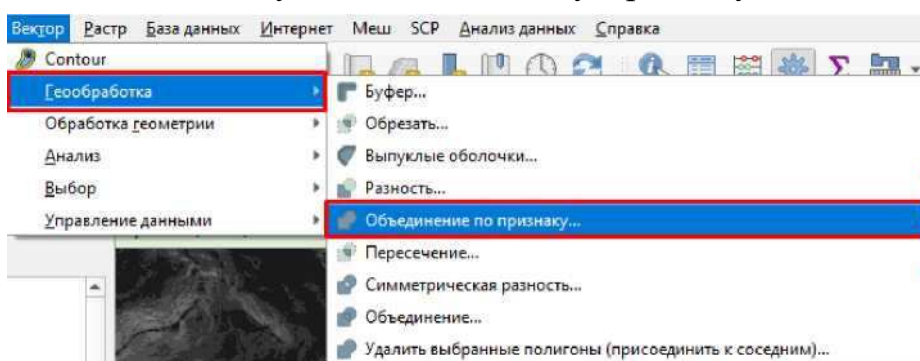 Вектор Растр База данных Интернет Меш SCP Анализ данных Справка
Contour
Геообработка
Обработка геометрии
Анализ
Выбор
Управление данными
Буфер...
Обрезать...
Выпуклые оболочки...
Разность...
Объединение по признаку...
Пересечение...
Симметрическая разность...
Объединение...
Удалить выбранные полигоны (присоединить к соседним)...